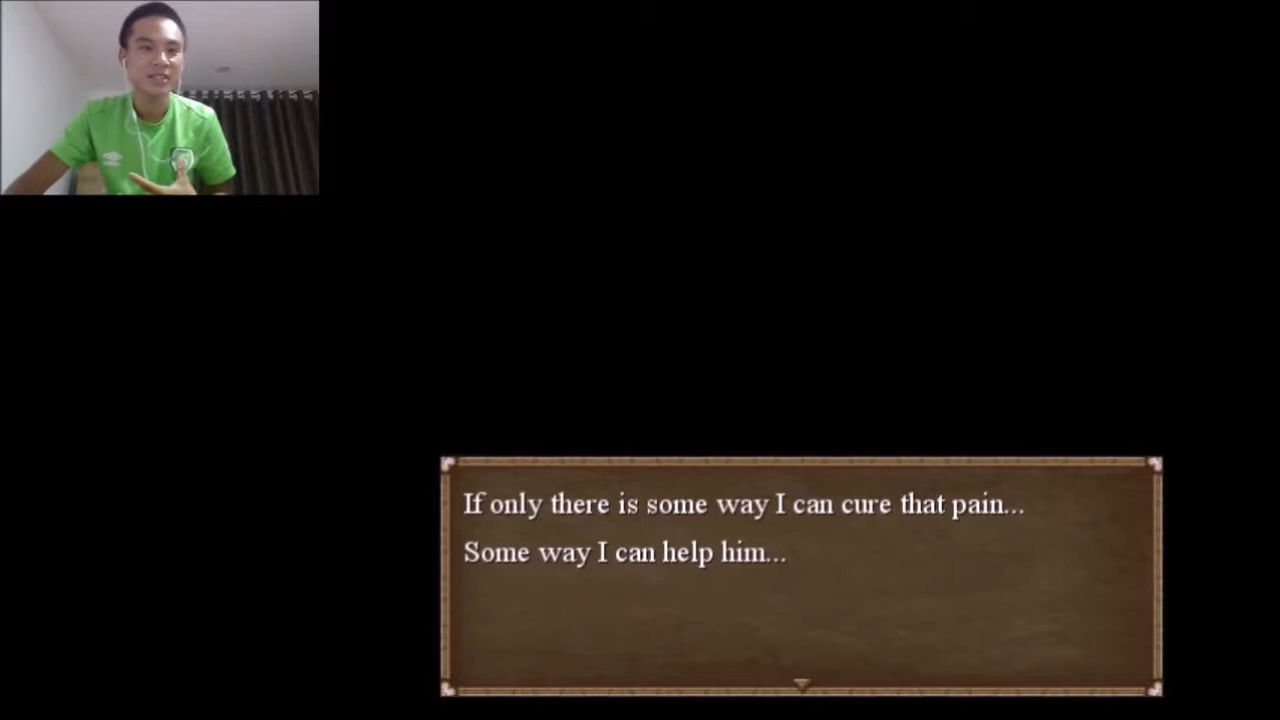 If only there is some way I can cure that pain...
Some way I can help him...